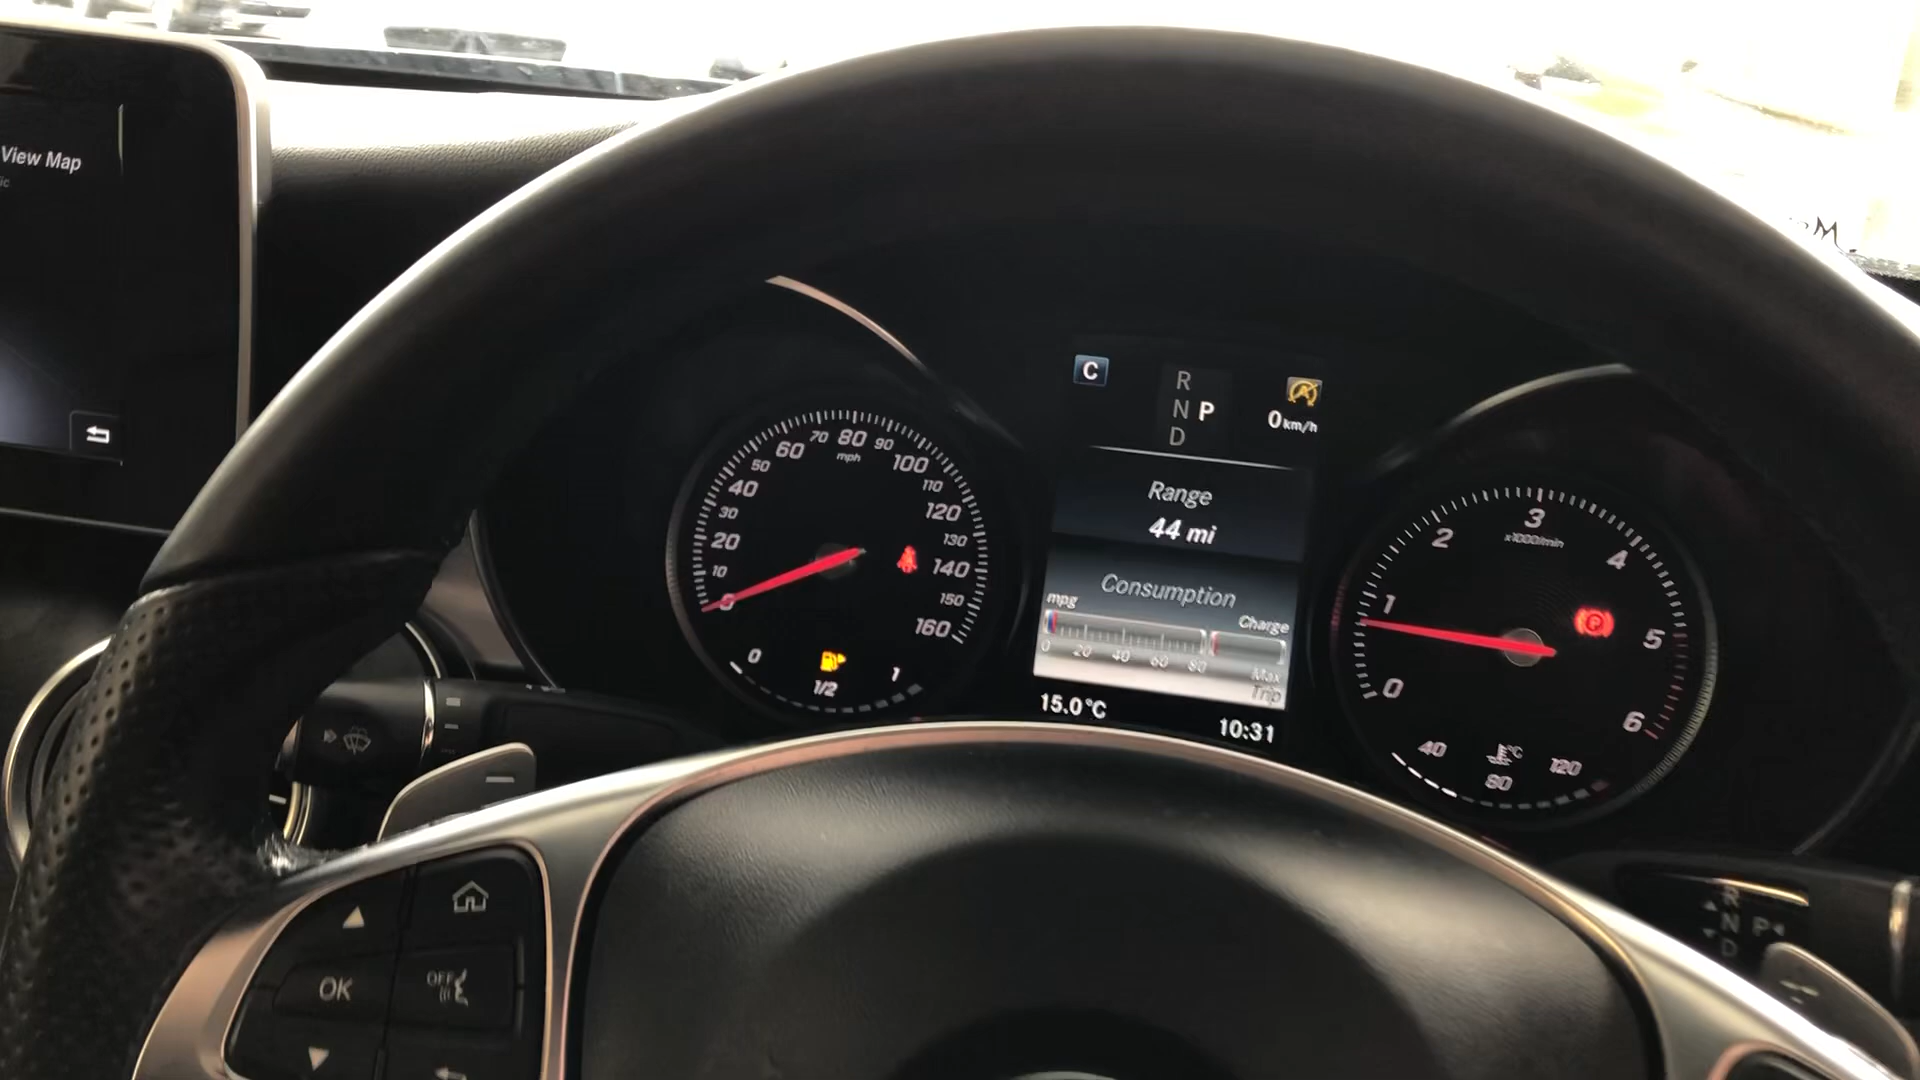 View Map
ic
C
R
N P
D
0 km/h
Range
44 mi
Consumption
mpg
Charge
0 20 40 60 80
Max
Trip
15.0°C
10:31
0 10 20 30 40 50 60 70 80 90 100 110 120 130 140 150 160
mph
0 1/2 1
0 1 2 3 4 5 6
x1000/min
P
40 80 120
°C
OK
OFF
R
N P
D
M